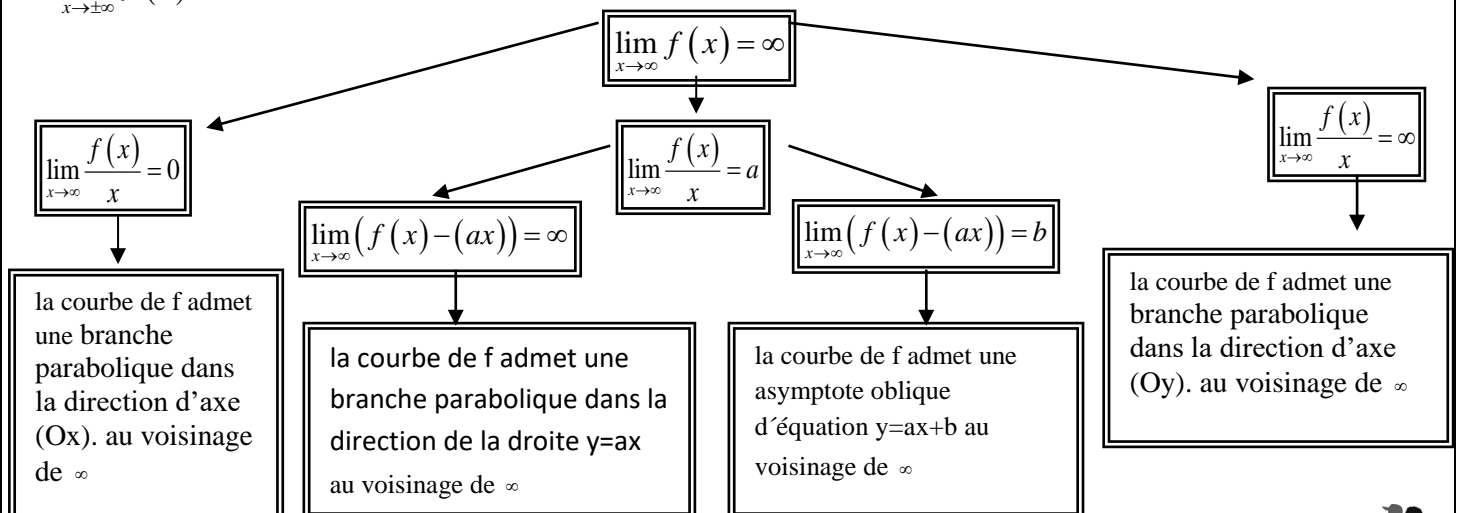 x→±∞
lim f(x) = ∞
x→∞
lim f(x)/x = 0
x→∞
lim f(x)/x = a
x→∞
lim f(x)/x = ∞
x→∞
lim (f(x) − (ax)) = ∞
x→∞
lim (f(x) − (ax)) = b
x→∞
la courbe de f admet
une branche
parabolique dans
la direction d’axe
(Ox). au voisinage
de ∞
la courbe de f admet une
branche parabolique dans la
direction de la droite y=ax
au voisinage de ∞
la courbe de f admet une
asymptote oblique
d´équation y=ax+b au
voisinage de ∞
la courbe de f admet une
branche parabolique
dans la direction d’axe
(Oy). au voisinage de ∞